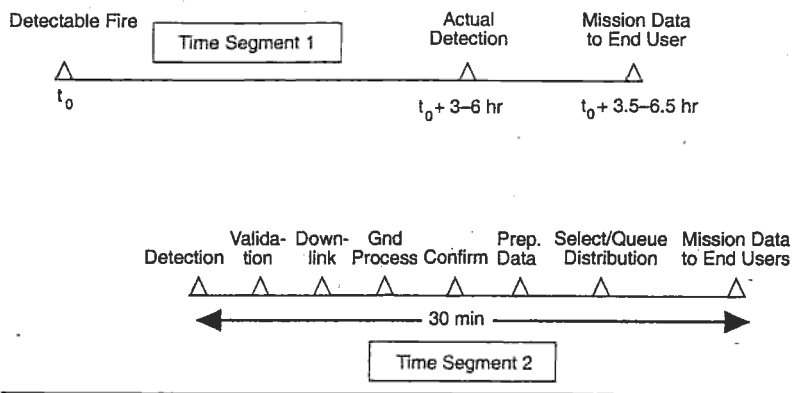 Detectable Fire
Time Segment 1
Actual
Detection
Mission Data
to End User
t0
t0+ 3–6 hr
t0+ 3.5–6.5 hr
Detection
Valida-
tion
Down-
link
Gnd
Process
Confirm
Prep.
Data
Select/Queue
Distribution
Mission Data
to End Users
30 min
Time Segment 2